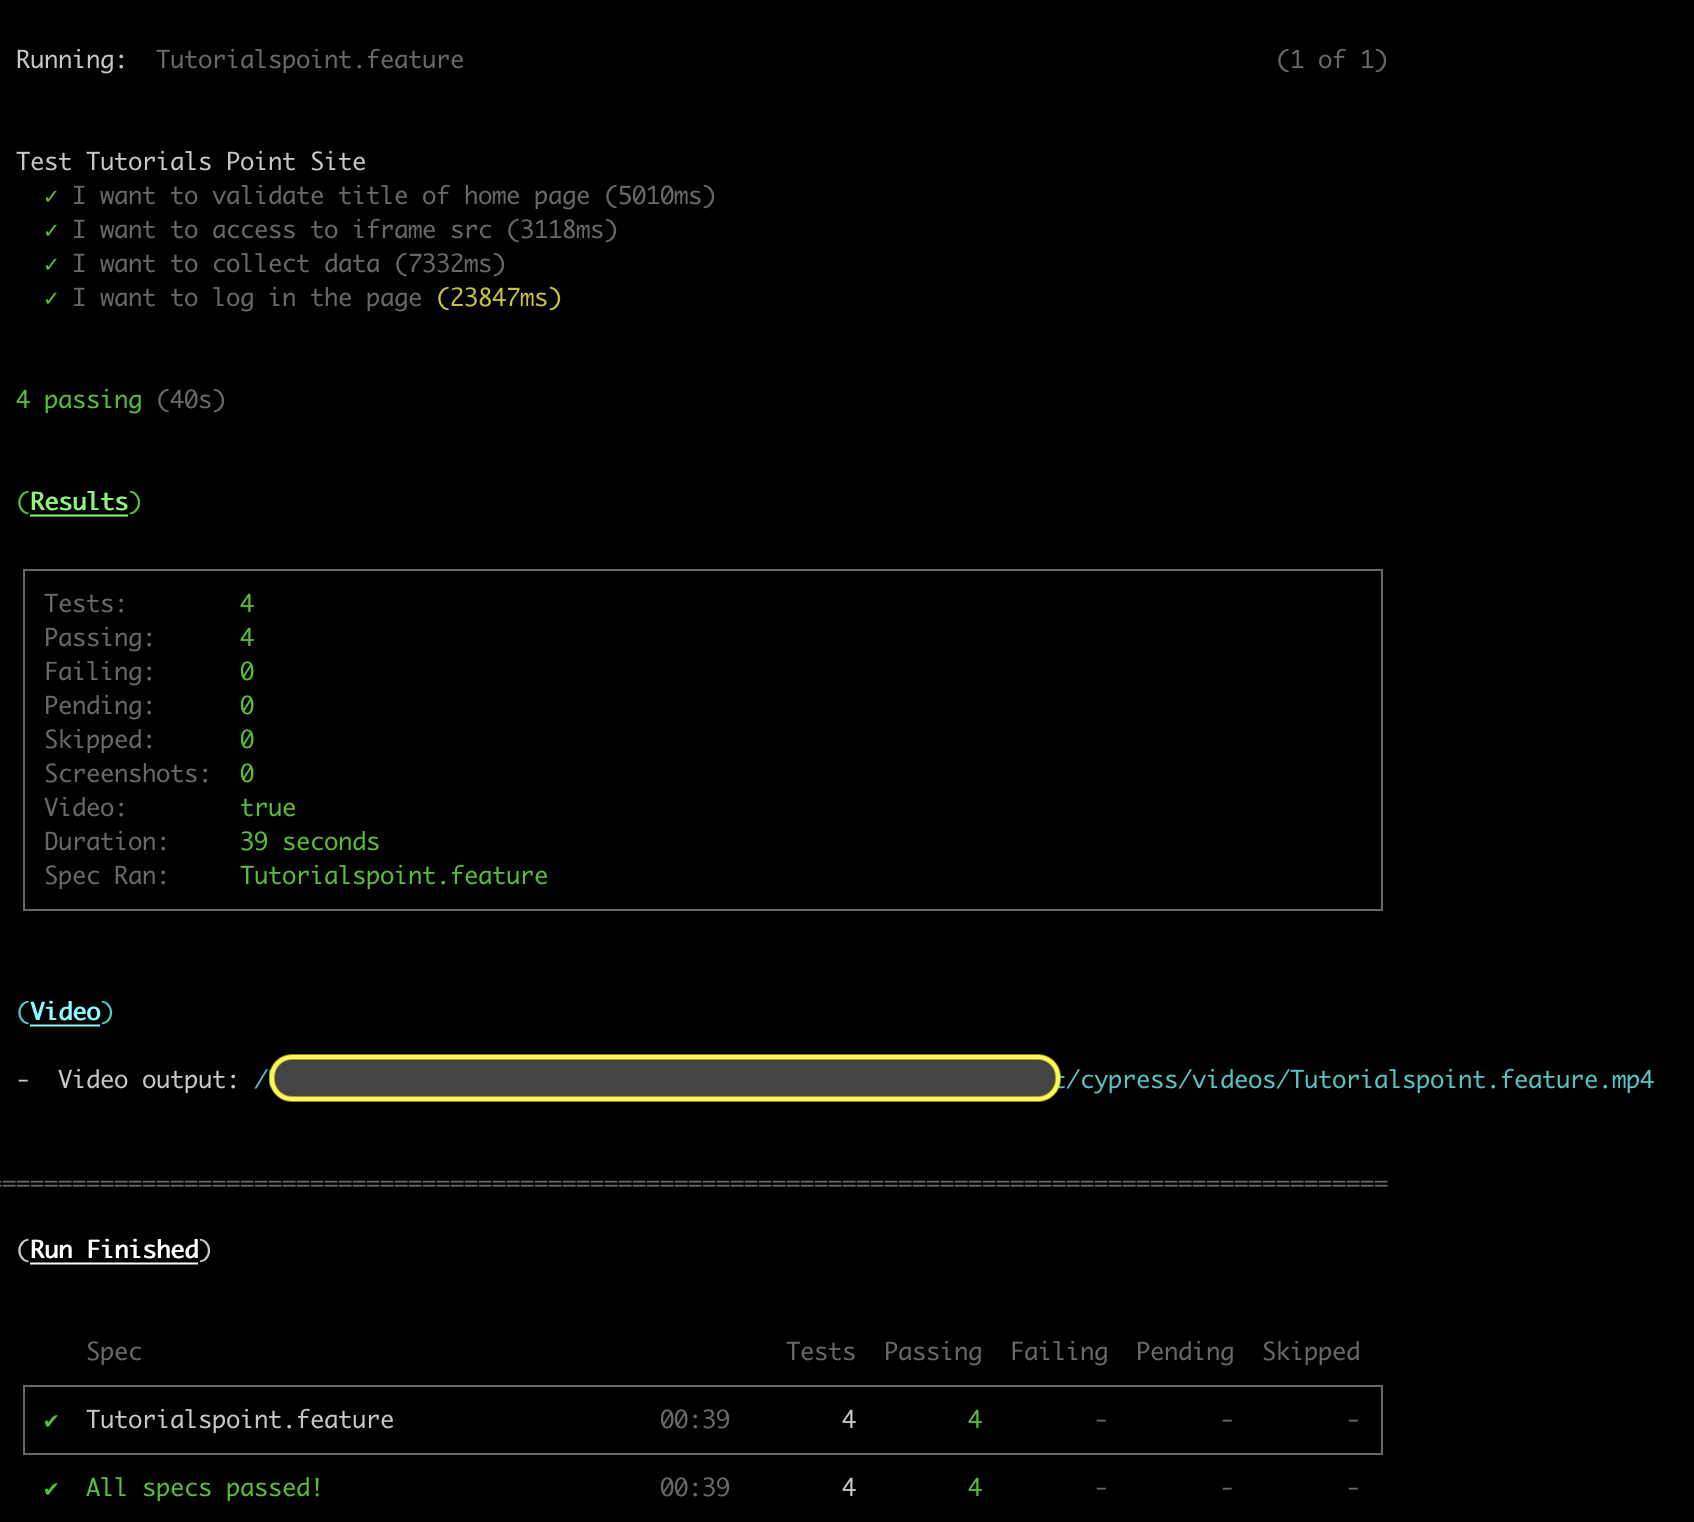 Running:  Tutorialspoint.feature (1 of 1)
Test Tutorials Point Site
✓ I want to validate title of home page (5010ms)
✓ I want to access to iframe src (3118ms)
✓ I want to collect data (7332ms)
✓ I want to log in the page (23847ms)
4 passing (40s)
(Results)
Tests: 4
Passing: 4
Failing: 0
Pending: 0
Skipped: 0
Screenshots: 0
Video: true
Duration: 39 seconds
Spec Ran: Tutorialspoint.feature
(Video)
-  Video output: / t/cypress/videos/Tutorialspoint.feature.mp4
====================================================================================================
(Run Finished)
Spec Tests Passing Failing Pending Skipped
✔ Tutorialspoint.feature 00:39 4 4 - - -
✔ All specs passed! 00:39 4 4 - - -